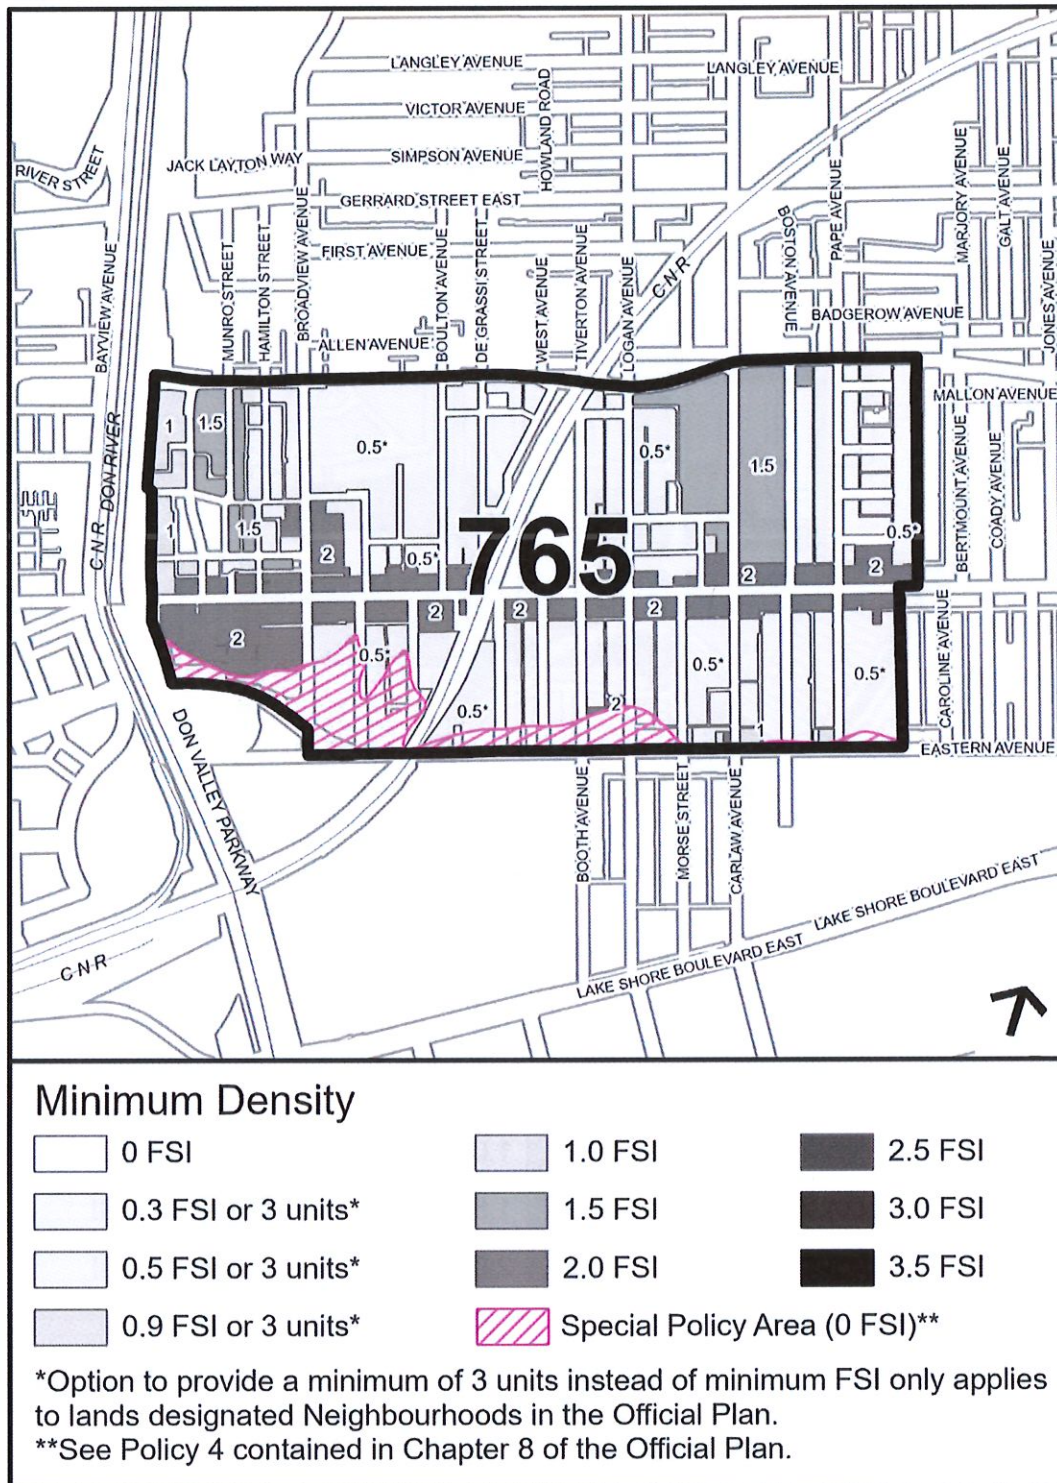 LANGLEY AVENUE
LANGLEY AVENUE
VICTOR AVENUE
HOWLAND ROAD
SIMPSON AVENUE
JACK LAYTON WAY
RIVER STREET
GERRARD STREET EAST
FIRST AVENUE
BAYVIEW AVENUE
MUNRO STREET
HAMILTON STREET
BROADVIEW AVENUE
BOULTON AVENUE
DE GRASSI STREET
WEST AVENUE
TIVERTON AVENUE
LOGAN AVENUE
C N R
BOSTON AVENUE
PAPE AVENUE
MARJORY AVENUE
GALT AVENUE
JONES AVENUE
BADGEROW AVENUE
ALLEN AVENUE
MALLON AVENUE
BERTMOUNT AVENUE
COADY AVENUE
C N R
DON RIVER
1
1.5
0.5*
0.5*
1.5
1
1.5
2
0.5*
765
0.5*
2
2
2
2
2
2
0.5*
0.5*
0.5*
0.5*
2
1
CAROLINE AVENUE
EASTERN AVENUE
DON VALLEY PARKWAY
BOOTH AVENUE
MORSE STREET
CARLAW AVENUE
LAKE SHORE BOULEVARD EAST
LAKE SHORE BOULEVARD EAST
C N R
Minimum Density
0 FSI
0.3 FSI or 3 units*
0.5 FSI or 3 units*
0.9 FSI or 3 units*
1.0 FSI
1.5 FSI
2.0 FSI
Special Policy Area (0 FSI)**
2.5 FSI
3.0 FSI
3.5 FSI
*Option to provide a minimum of 3 units instead of minimum FSI only applies
to lands designated Neighbourhoods in the Official Plan.
**See Policy 4 contained in Chapter 8 of the Official Plan.